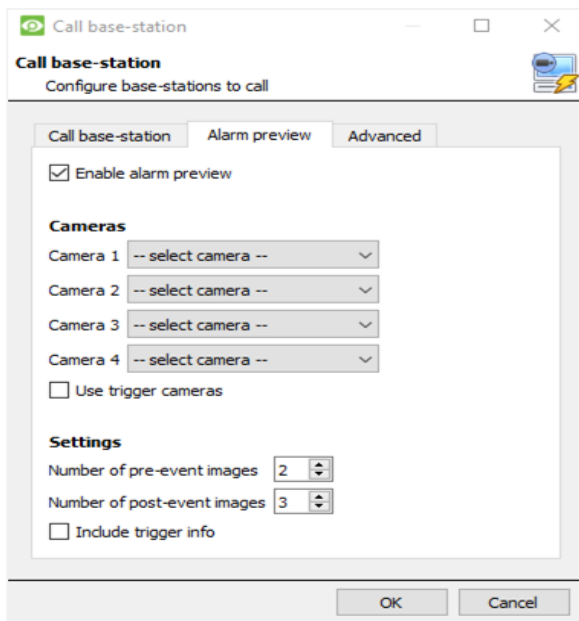 Call base-station
Call base-station
Configure base-stations to call
Call base-station Alarm preview Advanced
Enable alarm preview
Cameras
Camera 1 -- select camera --
Camera 2 -- select camera --
Camera 3 -- select camera --
Camera 4 -- select camera --
Use trigger cameras
Settings
Number of pre-event images 2
Number of post-event images 3
Include trigger info
OK Cancel